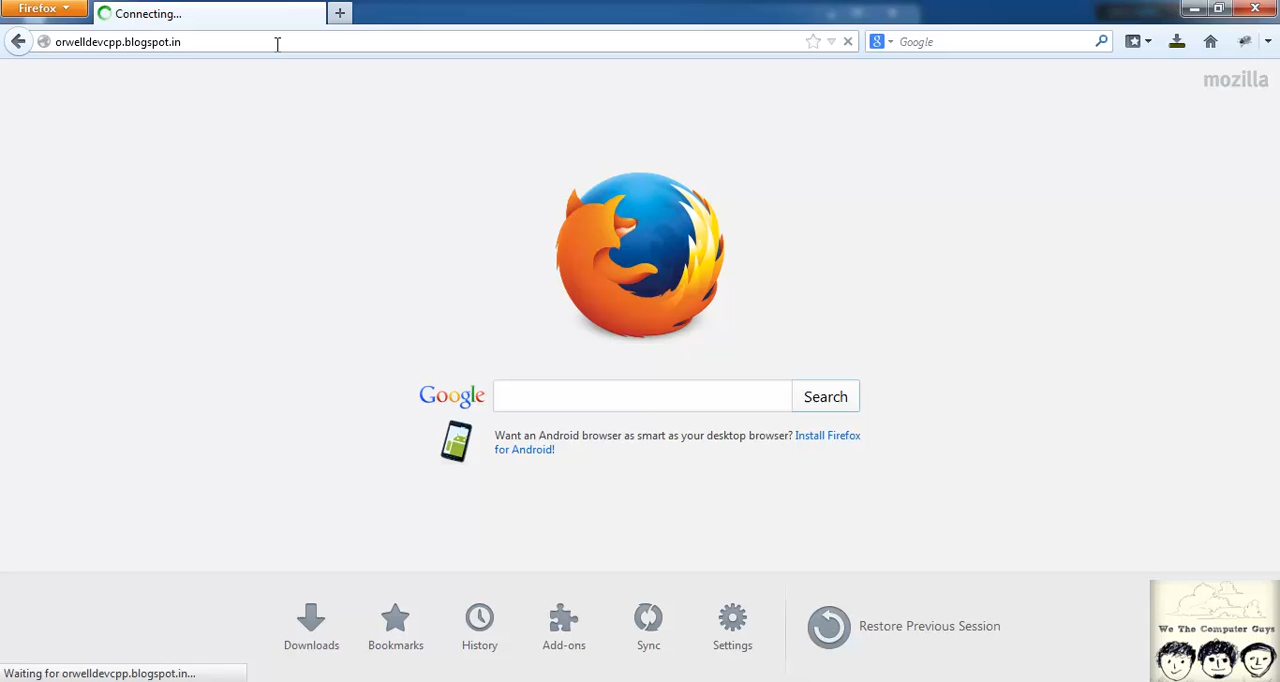 Firefox
Connecting...
orwelldevcpp.blogspot.in
Google
mozilla
Google
Search
Want an Android browser as smart as your desktop browser? Install Firefox
for Android!
Downloads
Bookmarks
History
Add-ons
Sync
Settings
Restore Previous Session
We The Computer Guys
Waiting for orwelldevcpp.blogspot.in...